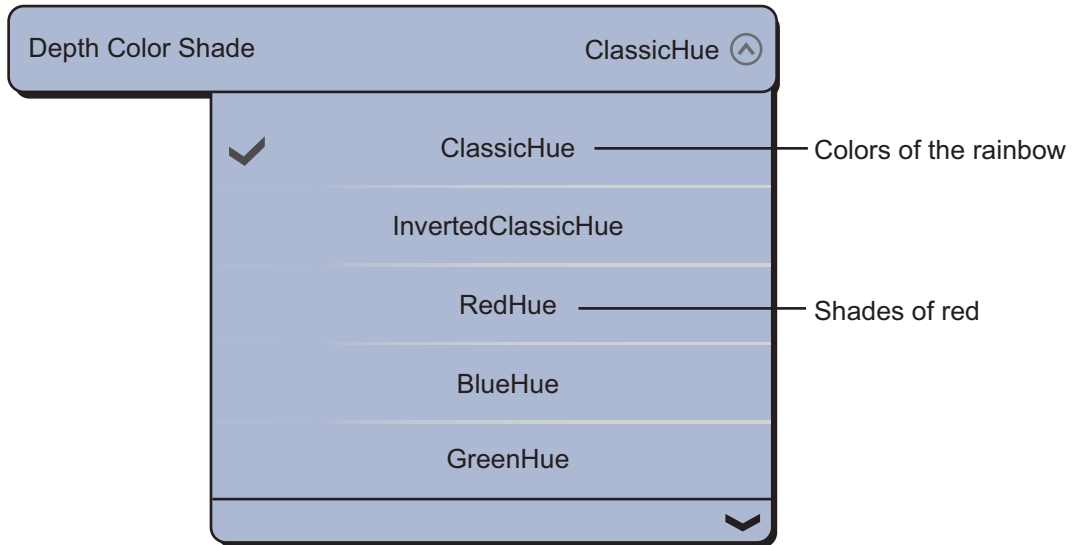 Depth Color Shade ClassicHue
ClassicHue Colors of the rainbow
InvertedClassicHue
RedHue Shades of red
BlueHue
GreenHue